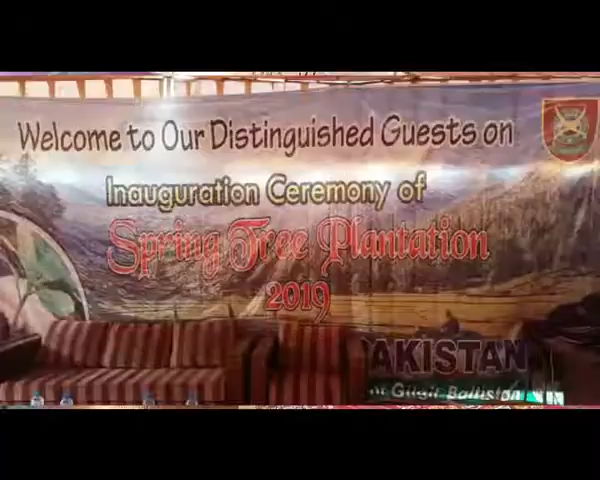 Welcome to Our Distinguished Guests on
Inauguration Ceremony of
Spring Tree Plantation
2019
AKISTAN
Gilgit Baltistan